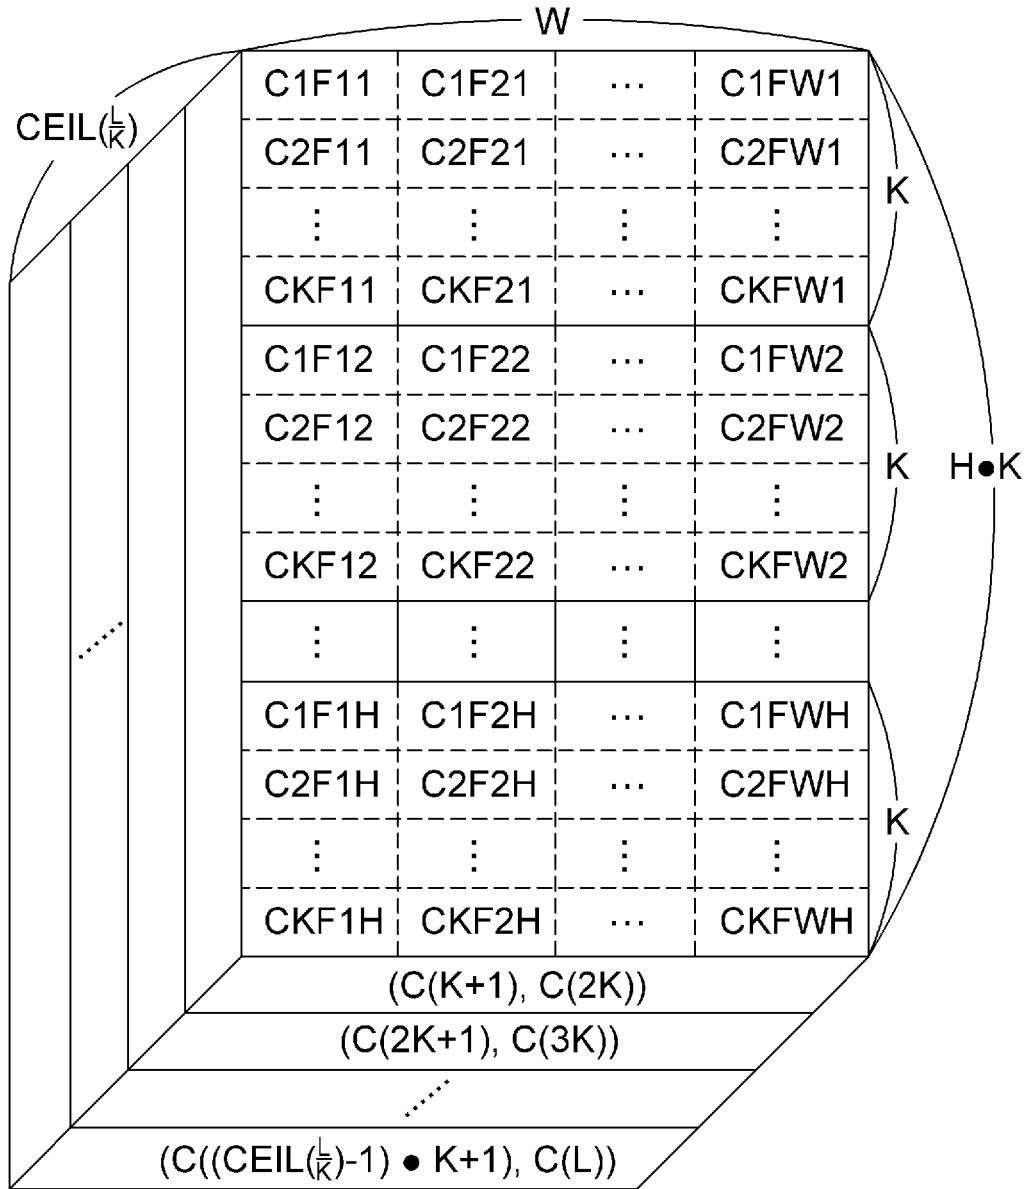 W
CEIL(L/K)
C1F11 C1F21 ... C1FW1
C2F11 C2F21 ... C2FW1
⋮ ⋮ ⋮ ⋮
CKF11 CKF21 ... CKFW1
K
C1F12 C1F22 ... C1FW2
C2F12 C2F22 ... C2FW2
⋮ ⋮ ⋮ ⋮
CKF12 CKF22 ... CKFW2
K
H●K
⋮ ⋮ ⋮ ⋮
C1F1H C1F2H ... C1FWH
C2F1H C2F2H ... C2FWH
⋮ ⋮ ⋮ ⋮
CKF1H CKF2H ... CKFWH
K
(C(K+1), C(2K))
(C(2K+1), C(3K))
(C((CEIL(L/K)-1) ● K+1), C(L))